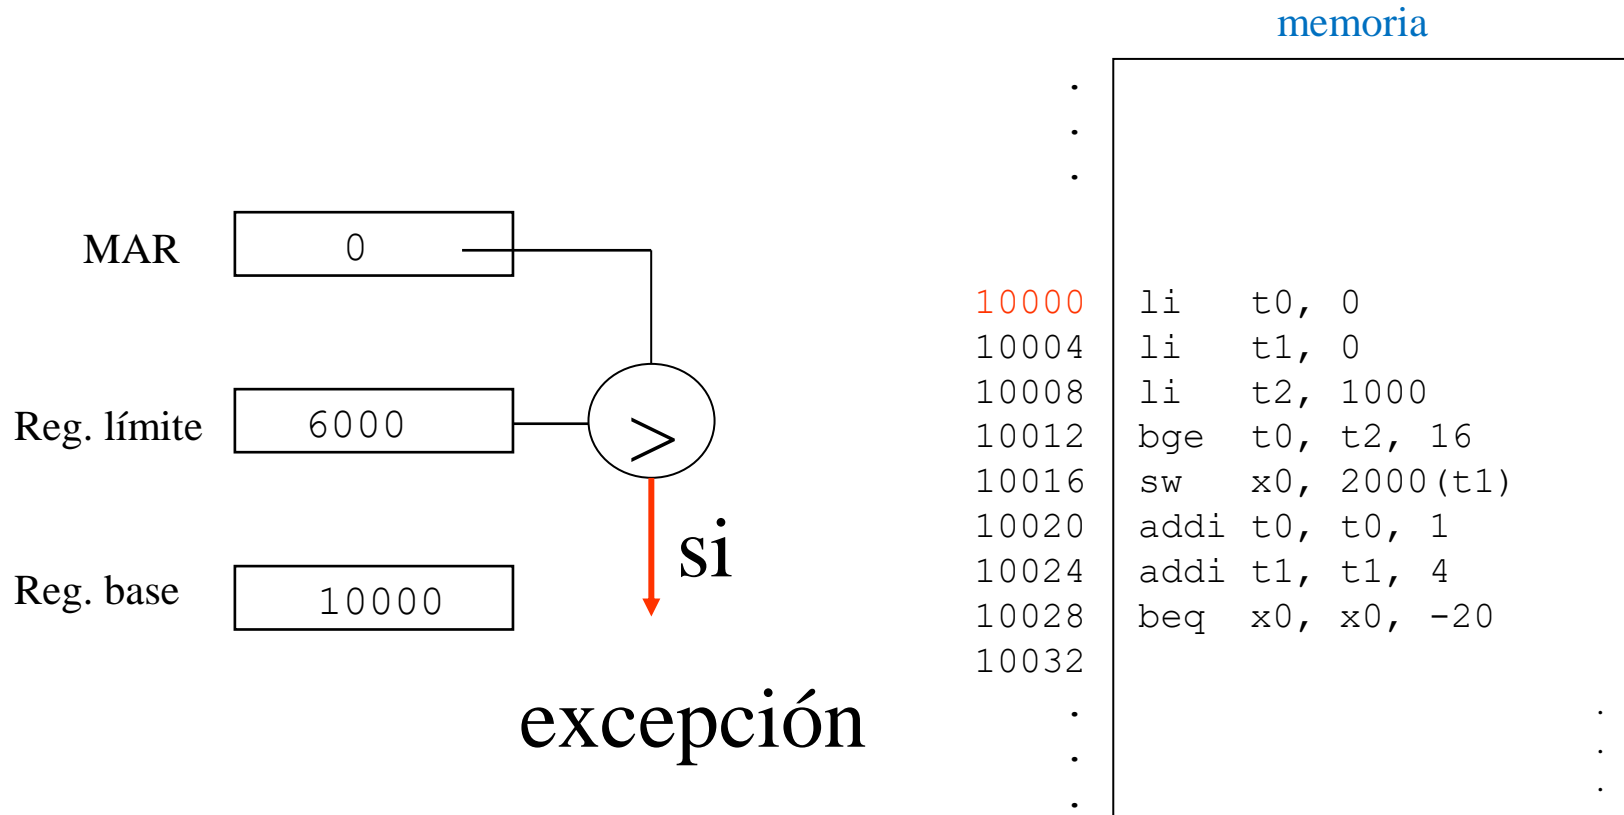 memoria
.
.
.
MAR
0
Reg. límite
6000
>
Reg. base
10000
si
excepción
10000 li t0, 0
10004 li t1, 0
10008 li t2, 1000
10012 bge t0, t2, 16
10016 sw x0, 2000(t1)
10020 addi t0, t0, 1
10024 addi t1, t1, 4
10028 beq x0, x0, -20
10032
. .
. .
. .